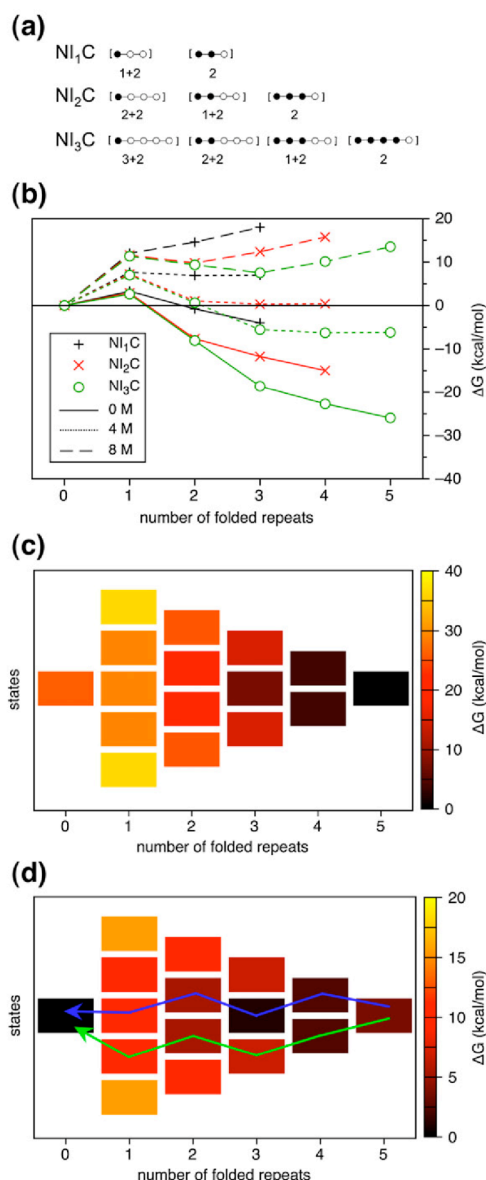 (a)
NI₁C
[ ] [ ]
1+2 2
NI₂C
[ ] [ ] [ ]
2+2 1+2 2
NI₃C
[ ] [ ] [ ] [ ]
3+2 2+2 1+2 2
(b)
20
10
0
−10
−20
−30
−40
ΔG (kcal/mol)
NI₁C
NI₂C
NI₃C
0 M
4 M
8 M
0 1 2 3 4 5
number of folded repeats
(c)
states
40
30
20
10
0
ΔG (kcal/mol)
0 1 2 3 4 5
number of folded repeats
(d)
states
20
15
10
5
0
ΔG (kcal/mol)
0 1 2 3 4 5
number of folded repeats